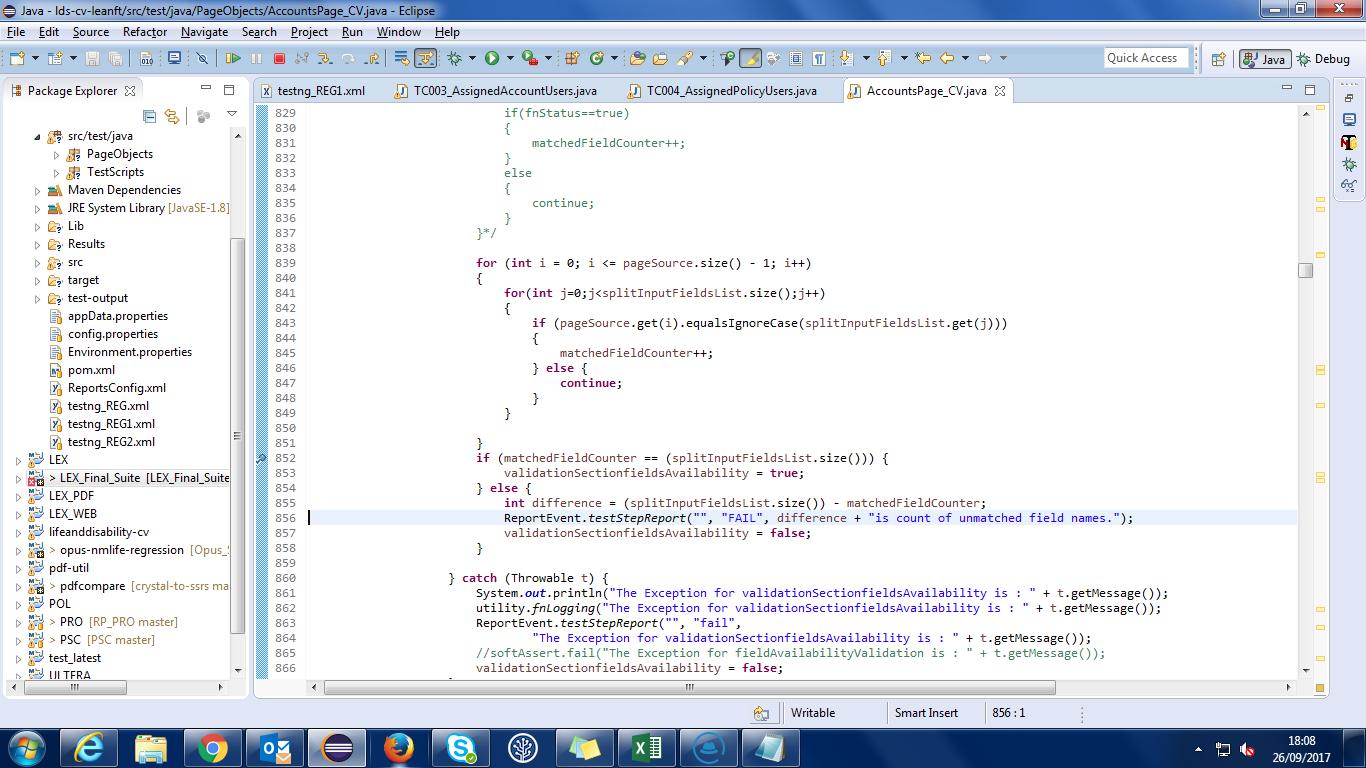 Java - lds-cv-leanft/src/test/java/PageObjects/AccountsPage_CV.java - Eclipse
File Edit Source Refactor Navigate Search Project Run Window Help
Quick Access Java Debug
Package Explorer
testng_REG1.xml TC003_AssignedAccountUsers.java TC004_AssignedPolicyUsers.java AccountsPage_CV.java
src/test/java
PageObjects
TestScripts
Maven Dependencies
JRE System Library [JavaSE-1.8]
Lib
Results
src
target
test-output
appData.properties
config.properties
Environment.properties
pom.xml
ReportsConfig.xml
testng_REG.xml
testng_REG1.xml
testng_REG2.xml
LEX
> LEX_Final_Suite [LEX_Final_Suite
LEX_PDF
LEX_WEB
lifeanddisability-cv
> opus-nmlife-regression [Opus_S
pdf-util
> pdfcompare [crystal-to-ssrs ma
POL
> PRO [RP_PRO master]
> PSC [PSC master]
test_latest
ULTERA
829 if(fnStatus==true)
830 {
831 matchedFieldCounter++;
832 }
833 else
834 {
835 continue;
836 }
837 }*/
838
839 for (int i = 0; i <= pageSource.size() - 1; i++)
840 {
841 for(int j=0;j<splitInputFieldsList.size();j++)
842 {
843 if (pageSource.get(i).equalsIgnoreCase(splitInputFieldsList.get(j)))
844 {
845 matchedFieldCounter++;
846 } else {
847 continue;
848 }
849 }
850
851 }
852 if (matchedFieldCounter == (splitInputFieldsList.size())) {
853 validationSectionfieldsAvailability = true;
854 } else {
855 int difference = (splitInputFieldsList.size()) - matchedFieldCounter;
856 ReportEvent.testStepReport("", "FAIL", difference + "is count of unmatched field names.");
857 validationSectionfieldsAvailability = false;
858 }
859
860 } catch (Throwable t) {
861 System.out.println("The Exception for validationSectionfieldsAvailability is : " + t.getMessage());
862 utility.fnLogging("The Exception for validationSectionfieldsAvailability is : " + t.getMessage());
863 ReportEvent.testStepReport("", "fail",
864 "The Exception for validationSectionfieldsAvailability is : " + t.getMessage());
865 //softAssert.fail("The Exception for fieldAvailabilityValidation is : " + t.getMessage());
866 validationSectionfieldsAvailability = false;
Writable Smart Insert 856 : 1
18:08
26/09/2017